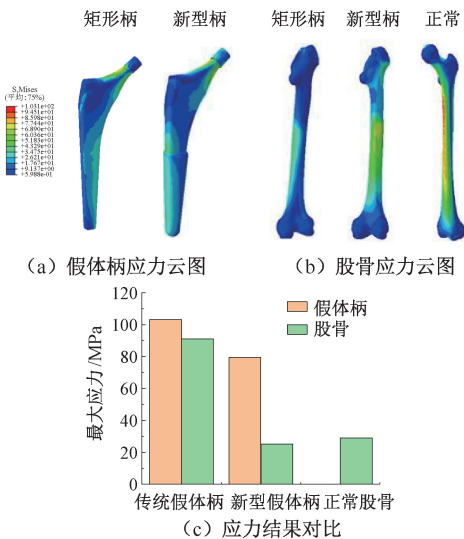 矩形柄 新型柄 矩形柄 新型柄 正常
S,Mises
(平均:75%)
+1.031e+02
+9.451e+01
+8.598e+01
+7.744e+01
+6.890e+01
+6.036e+01
+5.183e+01
+4.329e+01
+3.475e+01
+2.621e+01
+1.767e+01
+9.137e+00
+5.988e-01
(a) 假体柄应力云图 (b) 股骨应力云图
最大应力/MPa
120
100
80
60
40
20
0
假体柄
股骨
传统假体柄 新型假体柄 正常股骨
(c) 应力结果对比